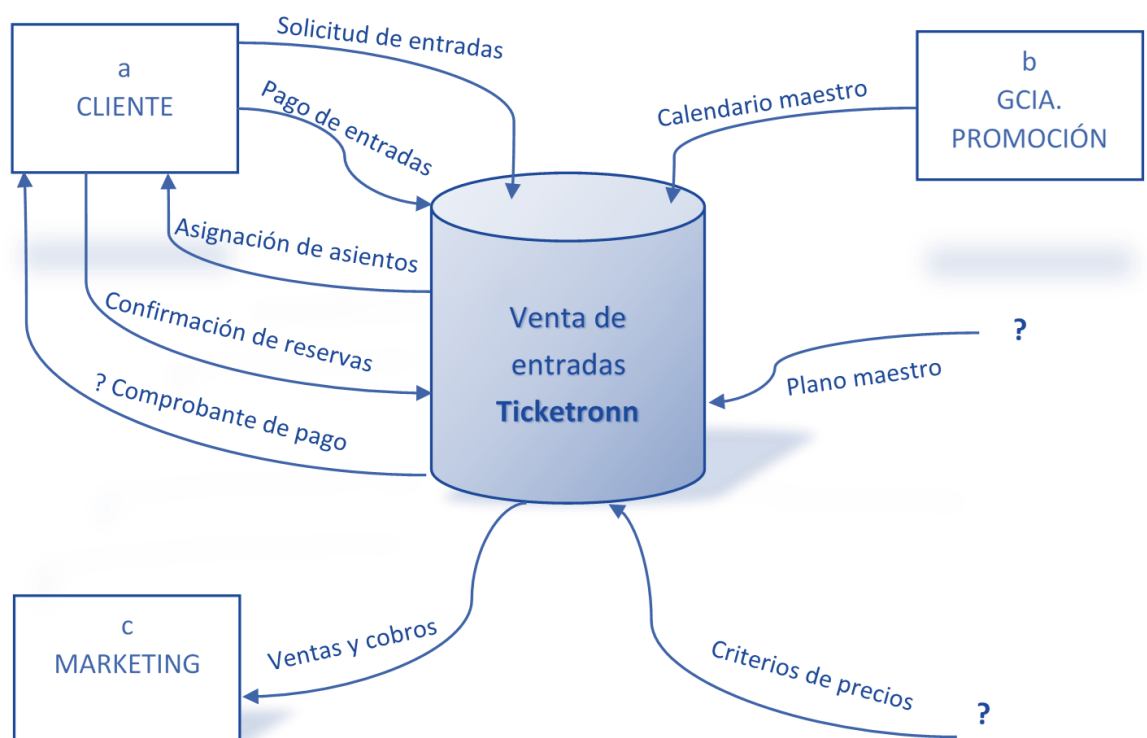 Solicitud de entradas
a
CLIENTE
Pago de entradas
b
GCIA.
PROMOCIÓN
Calendario maestro
Asignación de asientos
Confirmación de reservas
? Comprobante de pago
Venta de
entradas
Ticketronn
?
Plano maestro
c
MARKETING
Ventas y cobros
Criterios de precios
?